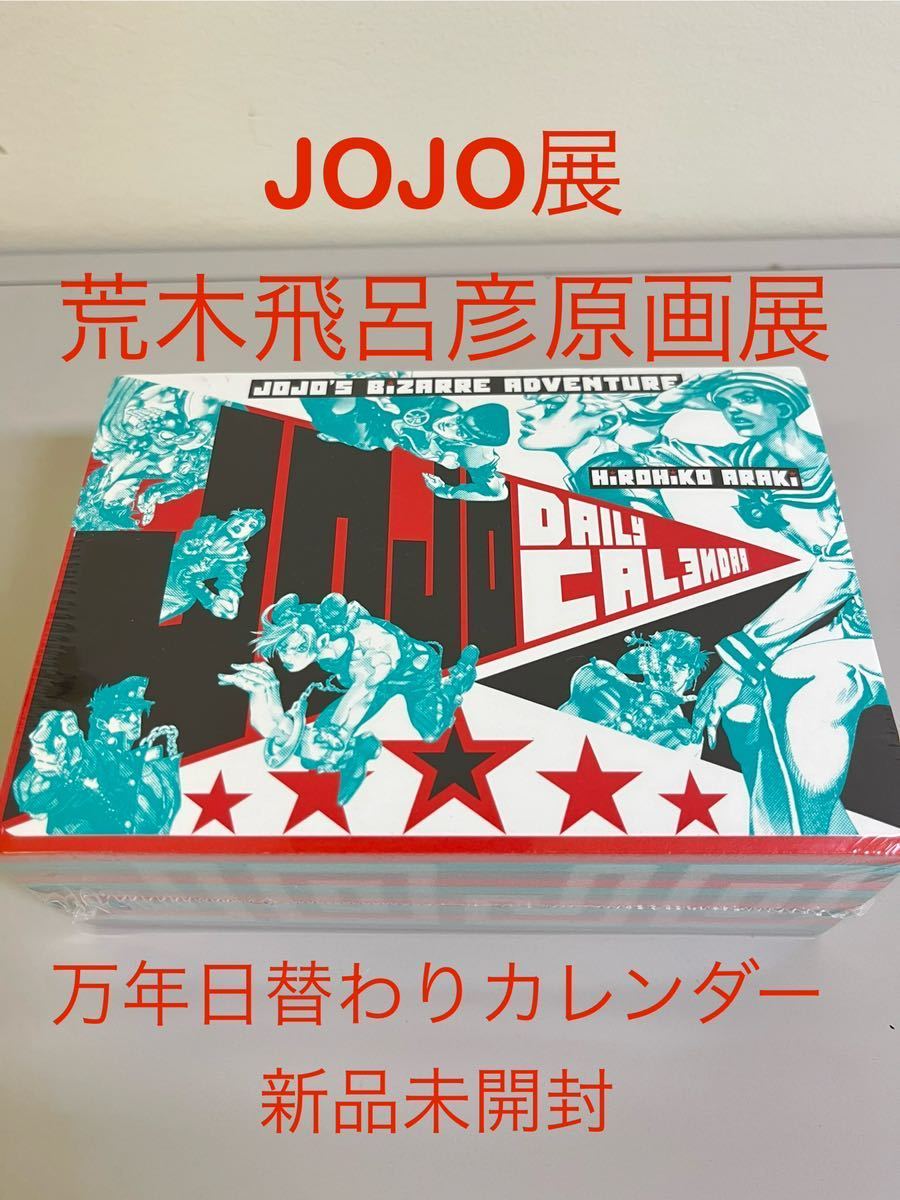 JOJO展
荒木飛呂彦原画展
JOJO'S BiZARRE ADVENTURE
HiROHiKO ARAKi
JOJO
DAILY
CALENDAR
万年日替わりカレンダー
新品未開封